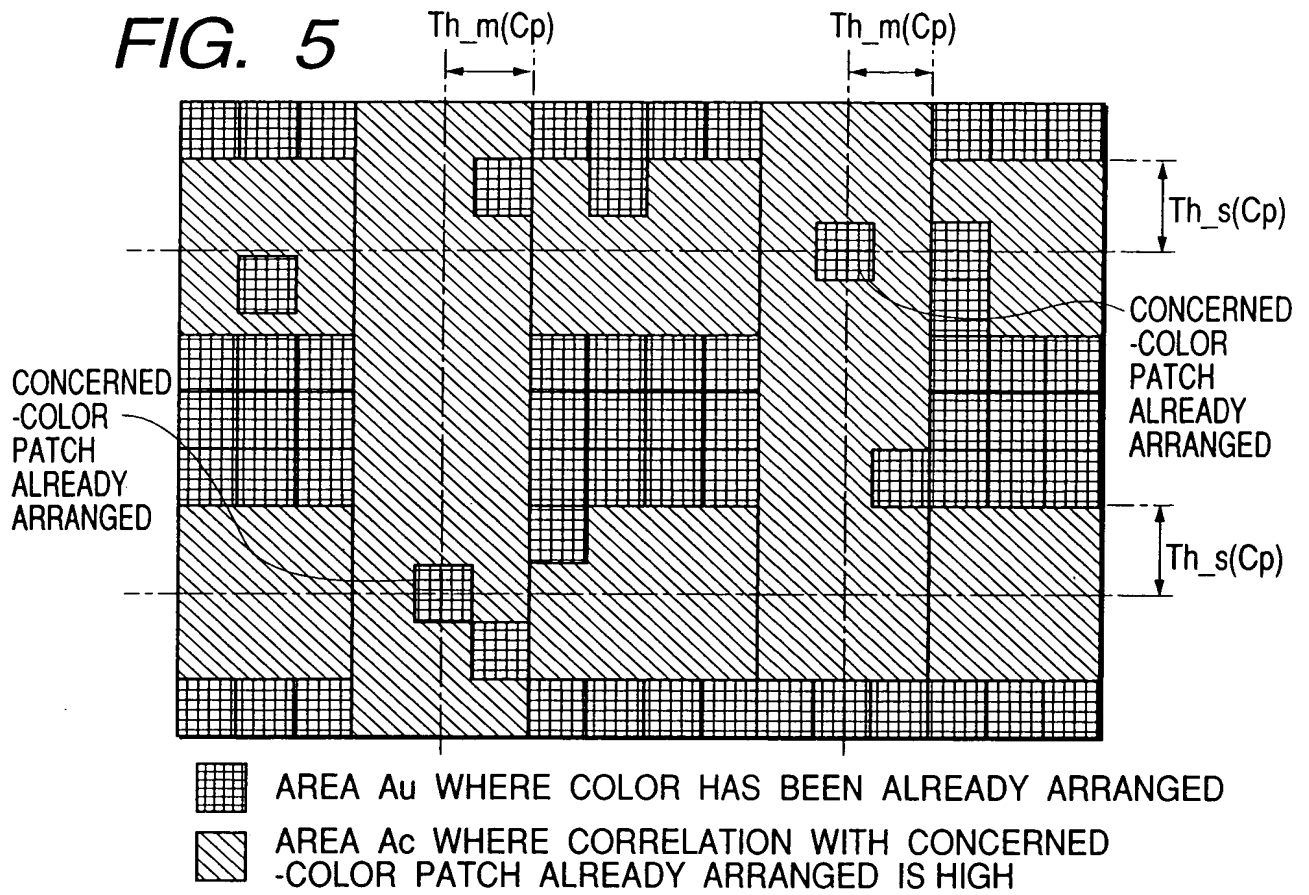 FIG. 5
Th_m(Cp)
Th_m(Cp)
Th_s(Cp)
CONCERNED
-COLOR
PATCH
ALREADY
ARRANGED
CONCERNED
-COLOR
PATCH
ALREADY
ARRANGED
Th_s(Cp)
AREA Au WHERE COLOR HAS BEEN ALREADY ARRANGED
AREA Ac WHERE CORRELATION WITH CONCERNED
-COLOR PATCH ALREADY ARRANGED IS HIGH